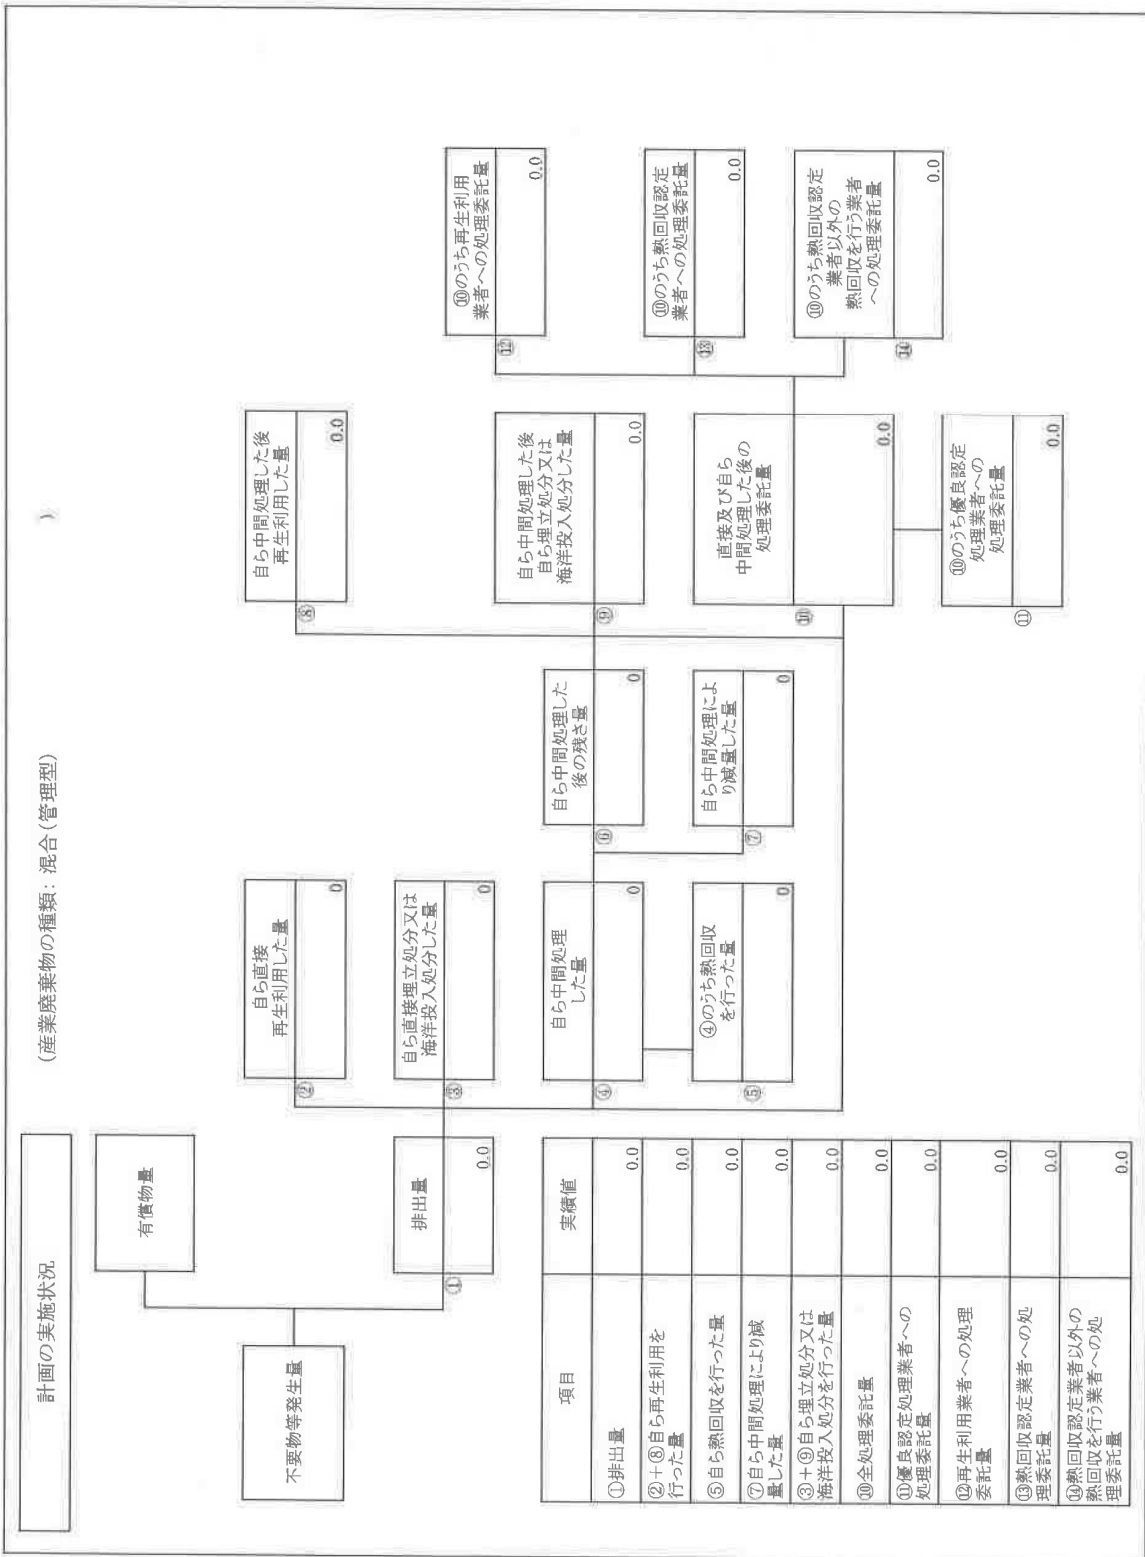 計画の実施状況
(産業廃棄物の種類: 混合(管理型)
)
不要物等発生量
有償物量
排出量
①
0.0
自ら直接
再生利用した量
②
0
自ら直接埋立処分又は
海洋投入処分した量
③
0
自ら中間処理
した量
④
0
④のうち熱回収
を行った量
⑤
0
自ら中間処理した
後の残さ量
⑥
0
自ら中間処理によ
り減量した量
⑦
0
自ら中間処理した後
再生利用した量
⑧
0.0
自ら中間処理した後
自ら埋立処分又は
海洋投入処分した量
⑨
0.0
直接及び自ら
中間処理した後の
処理委託量
⑩
0.0
⑩のうち優良認定
処理業者への
処理委託量
⑪
0.0
⑩のうち再生利用
業者への処理委託量
⑫
0.0
⑩のうち熱回収認定
業者への処理委託量
⑬
0.0
⑩のうち熱回収認定
業者以外の
熱回収を行う業者
への処理委託量
⑭
0.0
項目 実績値
①排出量 0.0
②+⑧自ら再生利用を
行った量 0.0
⑤自ら熱回収を行った量 0.0
⑦自ら中間処理により減
量した量 0.0
③+⑨自ら埋立処分又は
海洋投入処分を行った量 0.0
⑩全処理委託量 0.0
⑪優良認定処理業者への
処理委託量 0.0
⑫再生利用業者への処理
委託量 0.0
⑬熱回収認定業者への処
理委託量 0.0
⑭熱回収認定業者以外の
熱回収を行う業者への処
理委託量 0.0